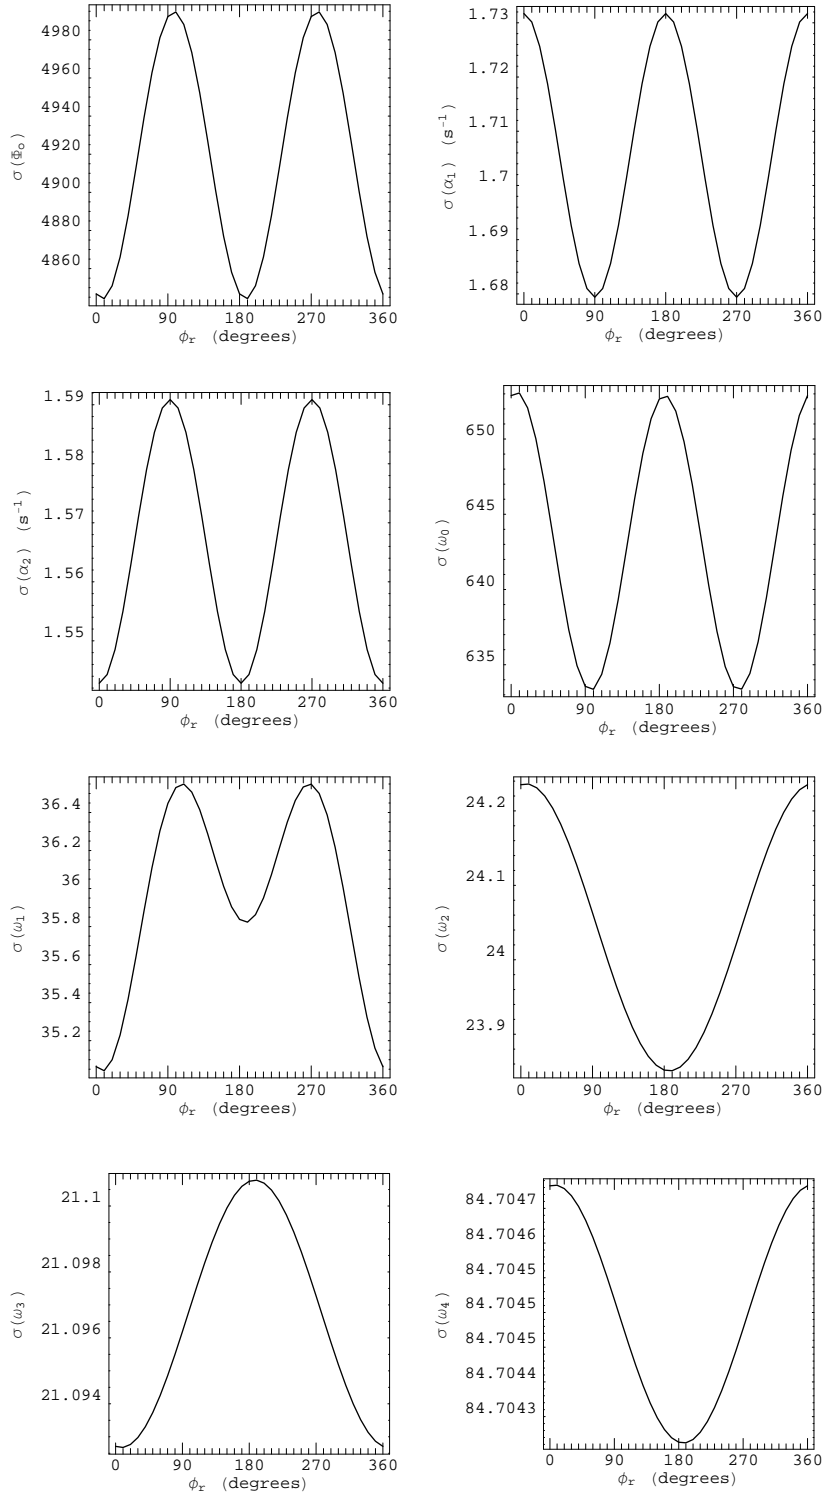 4980
4960
4940
4920
4900
4880
4860
σ(Φₒ)
0 90 180 270 360
ϕᵣ (degrees)
1.73
1.72
1.71
1.7
1.69
1.68
σ(α₁) (s⁻¹)
0 90 180 270 360
ϕᵣ (degrees)
1.59
1.58
1.57
1.56
1.55
σ(α₂) (s⁻¹)
0 90 180 270 360
ϕᵣ (degrees)
650
645
640
635
σ(ω₀)
0 90 180 270 360
ϕᵣ (degrees)
36.4
36.2
36
35.8
35.6
35.4
35.2
σ(ω₁)
0 90 180 270 360
ϕᵣ (degrees)
24.2
24.1
24
23.9
σ(ω₂)
0 90 180 270 360
ϕᵣ (degrees)
21.1
21.098
21.096
21.094
σ(ω₃)
0 90 180 270 360
ϕᵣ (degrees)
84.7047
84.7046
84.7045
84.7045
84.7045
84.7044
84.7043
σ(ω₄)
0 90 180 270 360
ϕᵣ (degrees)